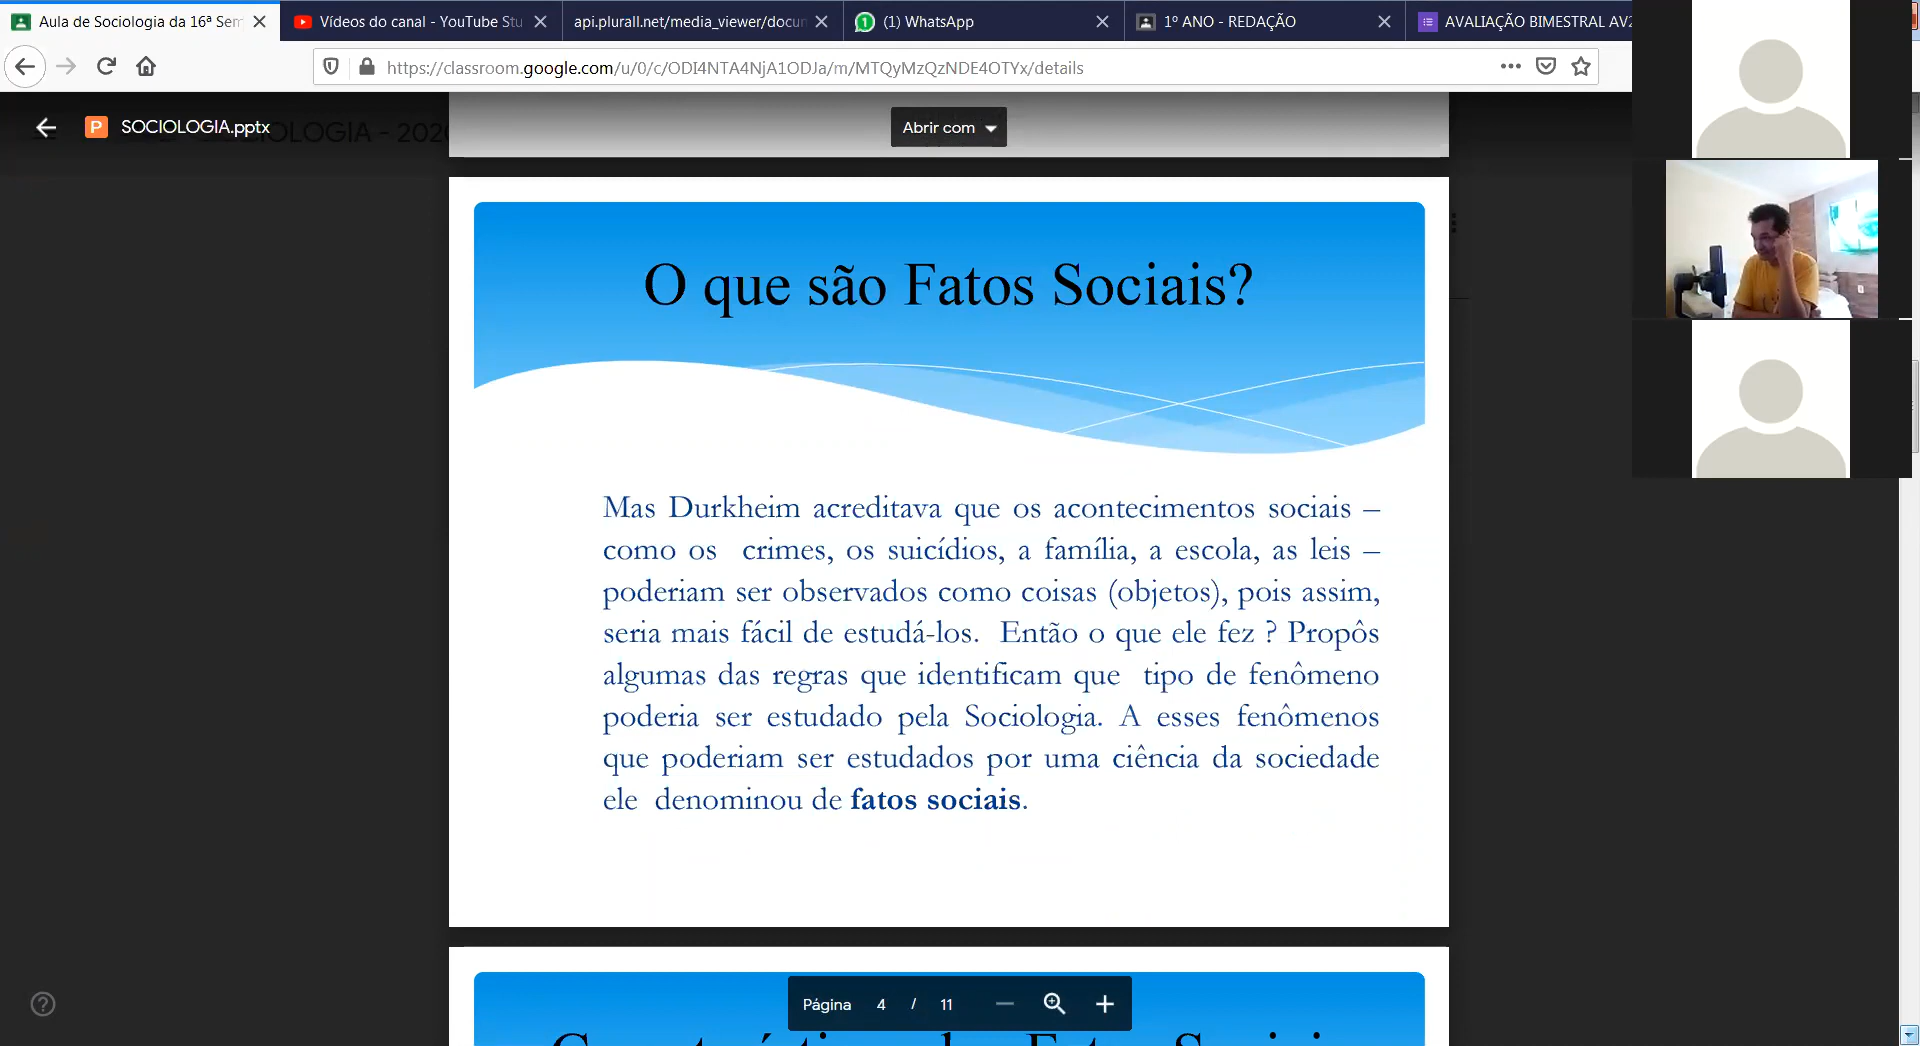 Aula de Sociologia da 16ª Sem
Vídeos do canal - YouTube Stu
api.plurall.net/media_viewer/docu
(1) WhatsApp
1º ANO - REDAÇÃO
AVALIAÇÃO BIMESTRAL AV2
https://classroom.google.com/u/0/c/ODI4NTA4NjA1ODJa/m/MTQyMzQzNDE4OTYx/details
P SOCIOLOGIA.pptx
OLOGIA - 2020
Abrir com
O que são Fatos Sociais?
Mas Durkheim acreditava que os acontecimentos sociais –
como os crimes, os suicídios, a família, a escola, as leis –
poderiam ser observados como coisas (objetos), pois assim,
seria mais fácil de estudá-los. Então o que ele fez ? Propôs
algumas das regras que identificam que tipo de fenômeno
poderia ser estudado pela Sociologia. A esses fenômenos
que poderiam ser estudados por uma ciência da sociedade
ele denominou de fatos sociais.
Página 4 / 11